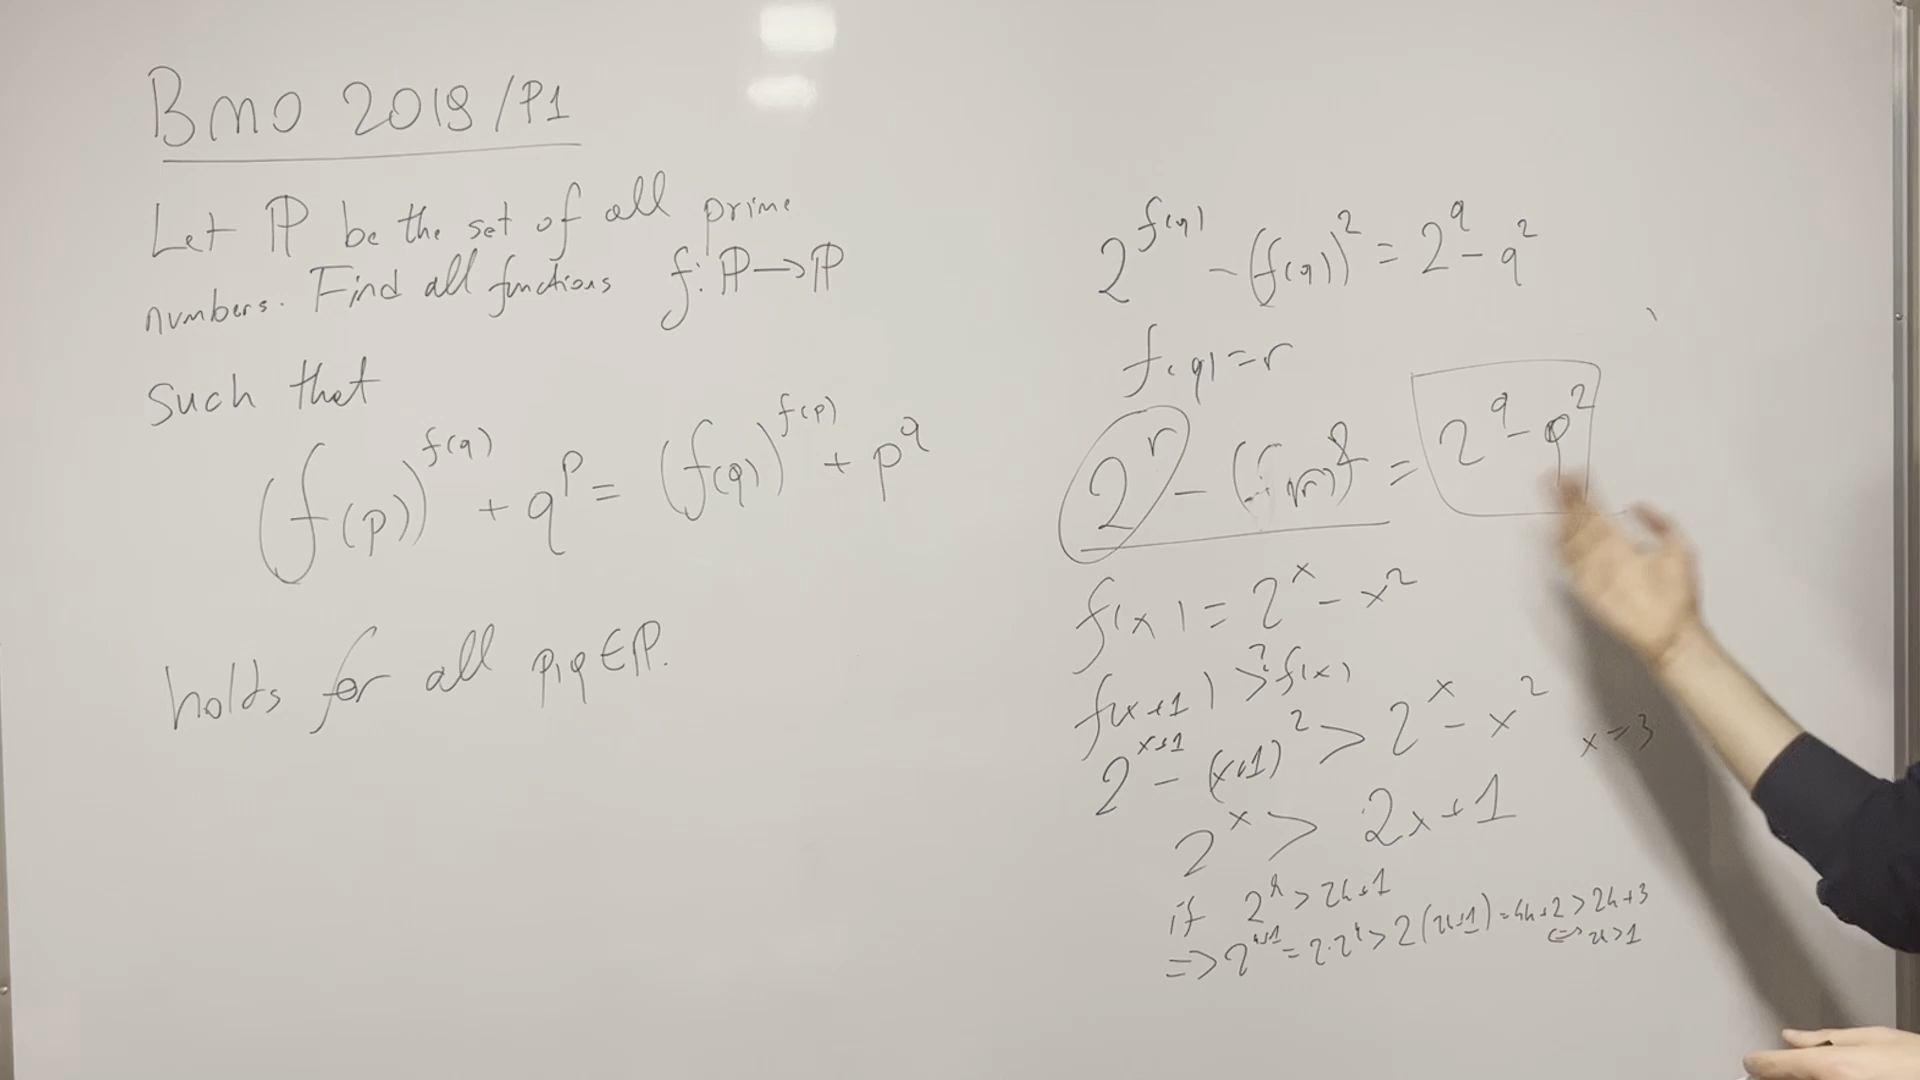 BMO 2019/P1
Let ℙ be the set of all prime
numbers. Find all functions f: ℙ→ℙ
such that
(f(p))^f(q) + q^p = (f(q))^f(p) + p^q
holds for all p,q∈ℙ.
2^f(q) - (f(q))^2 = 2^q - q^2
f(q) = r
2^r - = 2^q - q^2
f(x) = 2^x - x^2
f(x+1) >? f(x)
2^x+1 - (x+1)^2 > 2^x - x^2 x=3
2^x > 2x+1
if 2^k > 2k+1
=> 2^k+1 = 2·2^k > 2(2k+1) = 4k+2 > 2k+3
<=> 2k>1